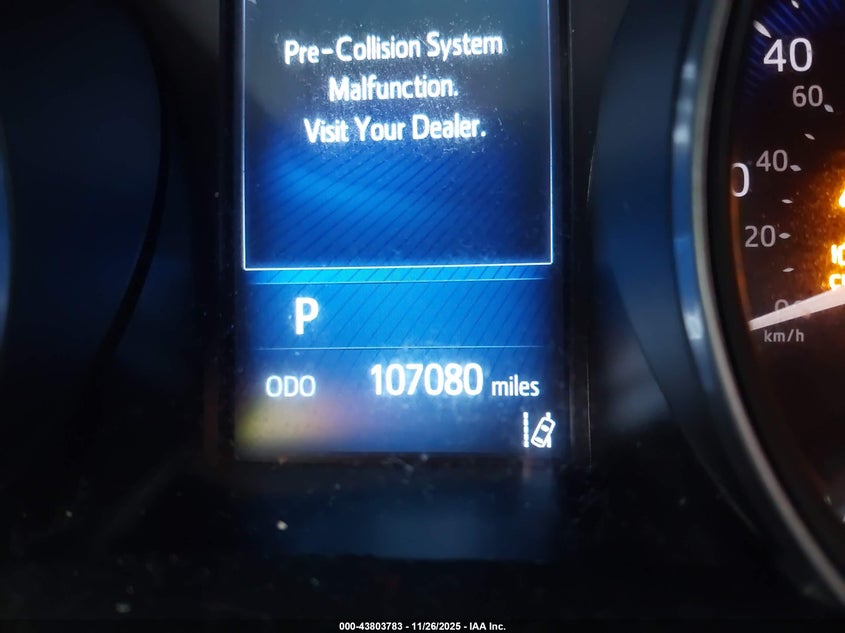 Pre-Collision System
Malfunction.
Visit Your Dealer.
P
ODO 107080 miles
40
60
40
0
20
km/h
000-43803783 - 11/26/2025 - IAA Inc.